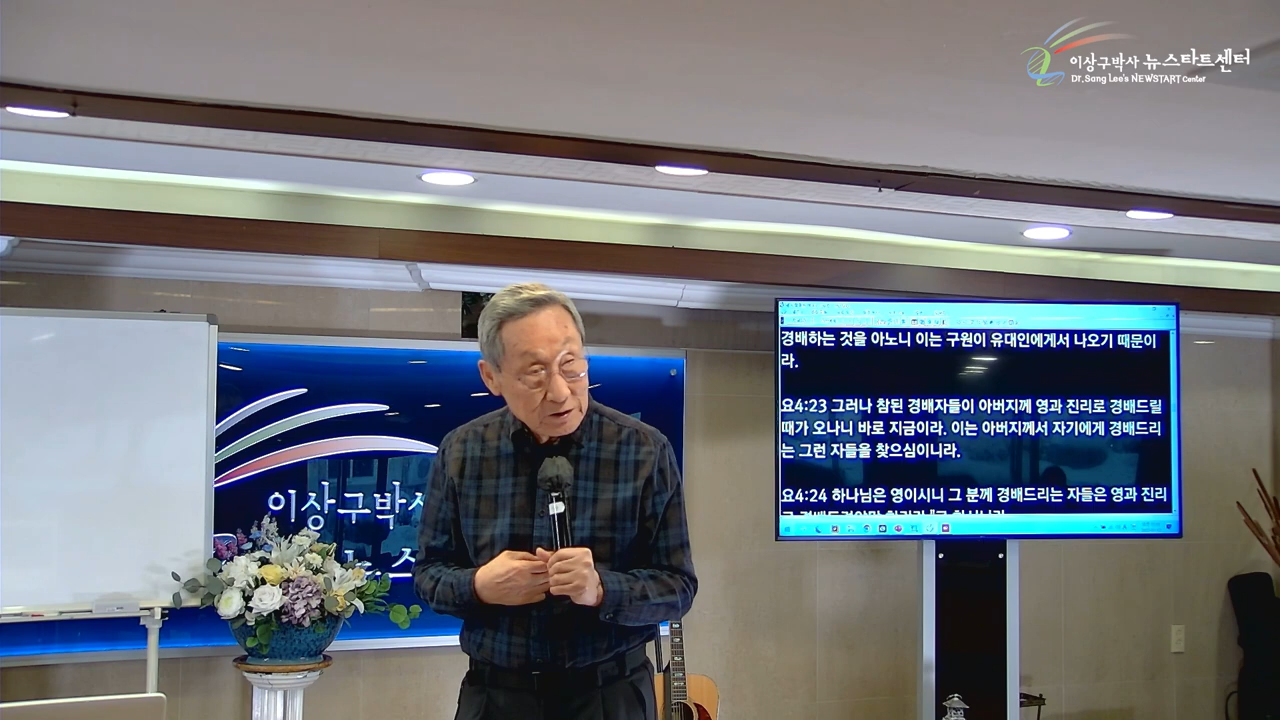 이상구박사 뉴스타트센터
Dr. Sang Lee's NEWSTART Center
경배하는 것을 아노니 이는 구원이 유대인에게서 나오기 때문이
라.
요4:23 그러나 참된 경배자들이 아버지께 영과 진리로 경배드릴
때가 오나니 바로 지금이라. 이는 아버지께서 자기에게 경배드리
는 그런 자들을 찾으심이니라.
요4:24 하나님은 영이시니 그 분께 경배드리는 자들은 영과 진리
이상구박사
뉴스